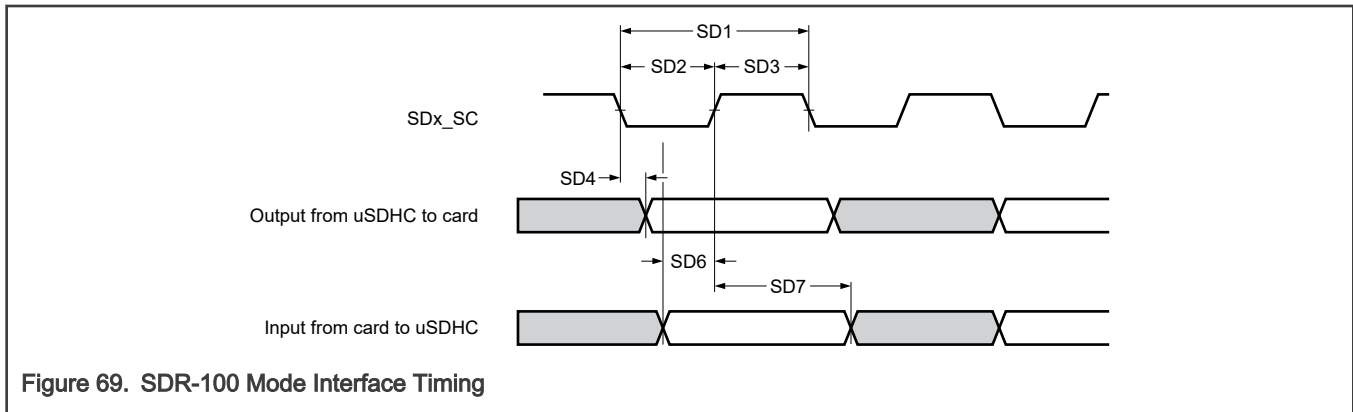 SD1
SD2
SD3
SDx_SC
SD4
Output from uSDHC to card
SD6
SD7
Input from card to uSDHC
Figure 69. SDR-100 Mode Interface Timing